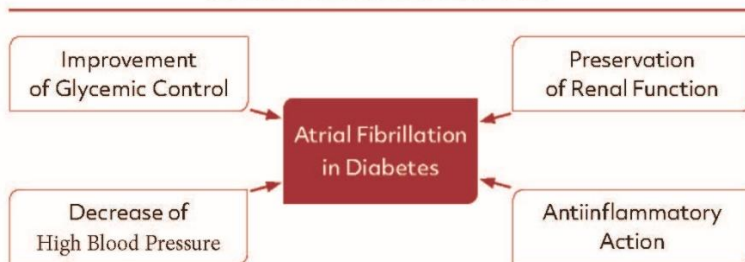 Improvement
of Glycemic Control
Preservation
of Renal Function
Atrial Fibrillation
in Diabetes
Decrease of
High Blood Pressure
Antiinflammatory
Action